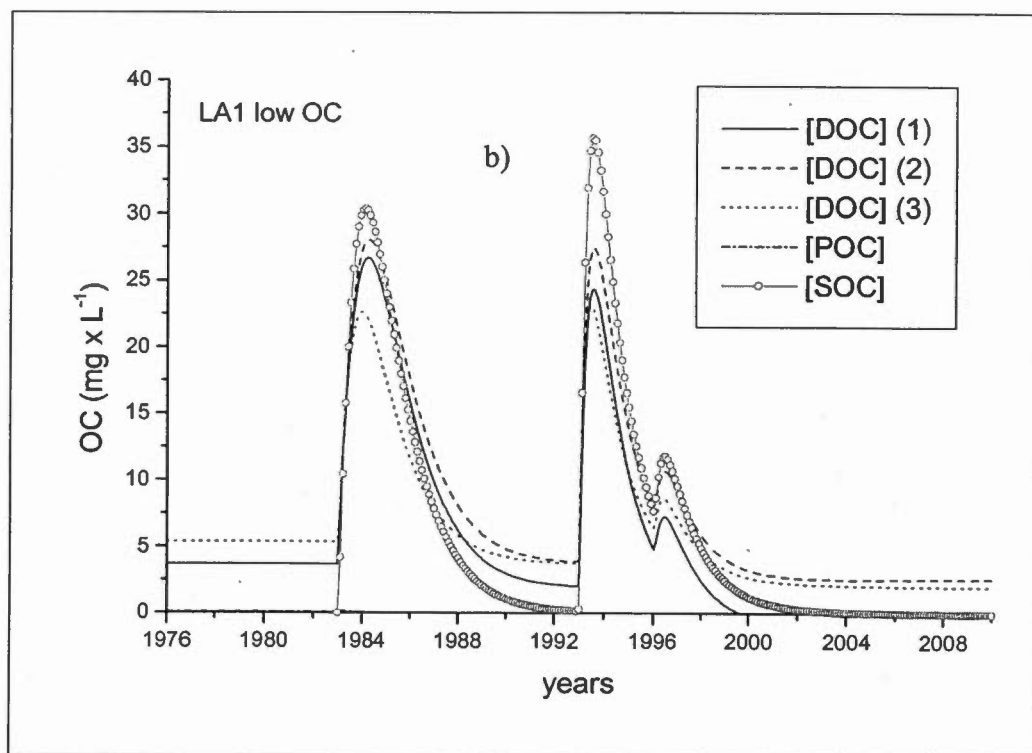 40
35
30
25
20
15
10
5
0
OC (mg x L⁻¹)
LA1 low OC
b)
[DOC] (1)
[DOC] (2)
[DOC] (3)
[POC]
[SOC]
1976 1980 1984 1988 1992 1996 2000 2004 2008
years